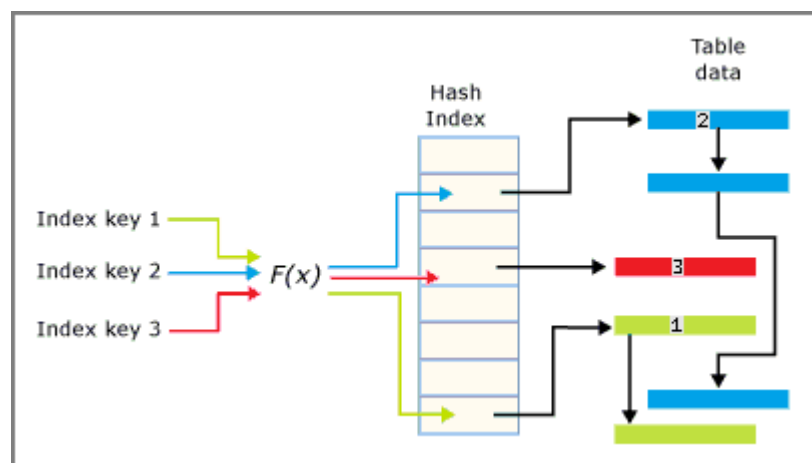 Table
data
Hash
Index
2
Index key 1
Index key 2
F(x)
3
Index key 3
1